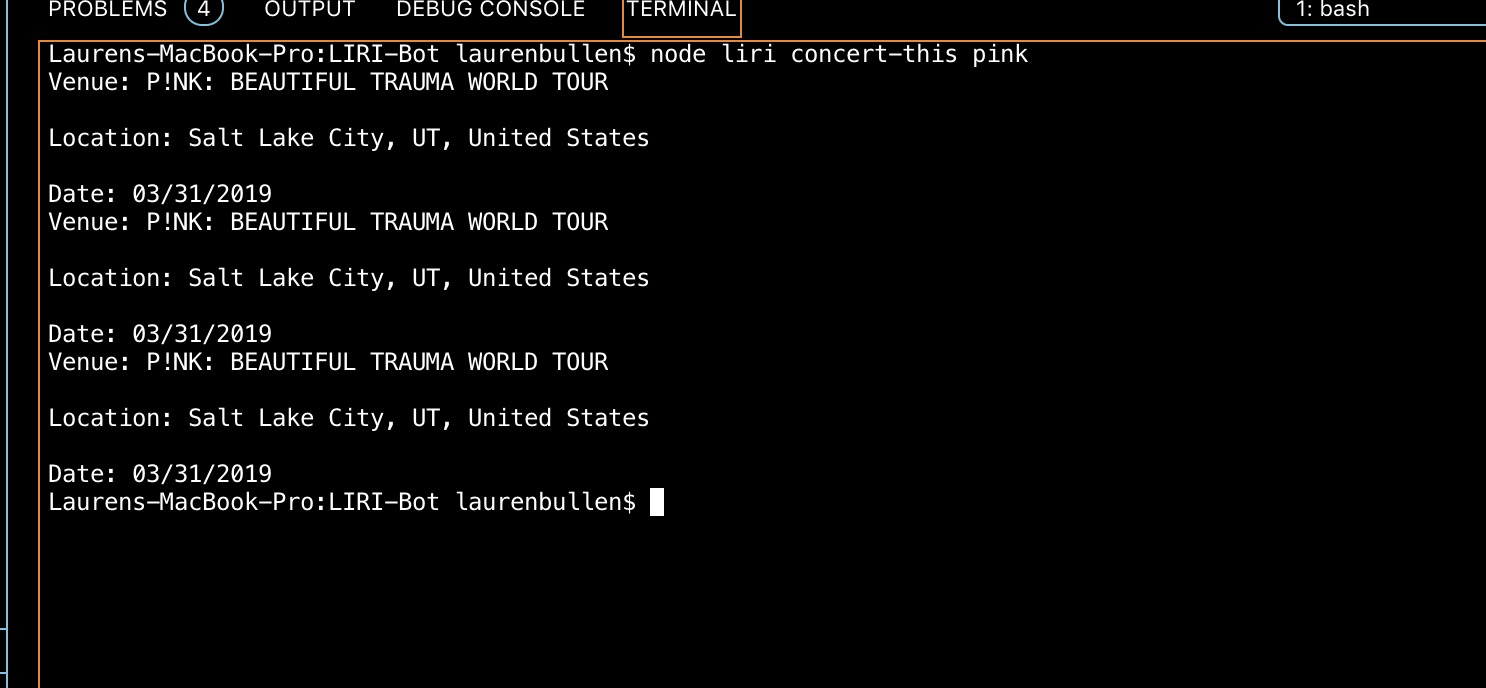 PROBLEMS 4 OUTPUT DEBUG CONSOLE TERMINAL 1: bash
Laurens-MacBook-Pro:LIRI-Bot laurenbullen$ node liri concert-this pink
Venue: P!NK: BEAUTIFUL TRAUMA WORLD TOUR
Location: Salt Lake City, UT, United States
Date: 03/31/2019
Venue: P!NK: BEAUTIFUL TRAUMA WORLD TOUR
Location: Salt Lake City, UT, United States
Date: 03/31/2019
Venue: P!NK: BEAUTIFUL TRAUMA WORLD TOUR
Location: Salt Lake City, UT, United States
Date: 03/31/2019
Laurens-MacBook-Pro:LIRI-Bot laurenbullen$